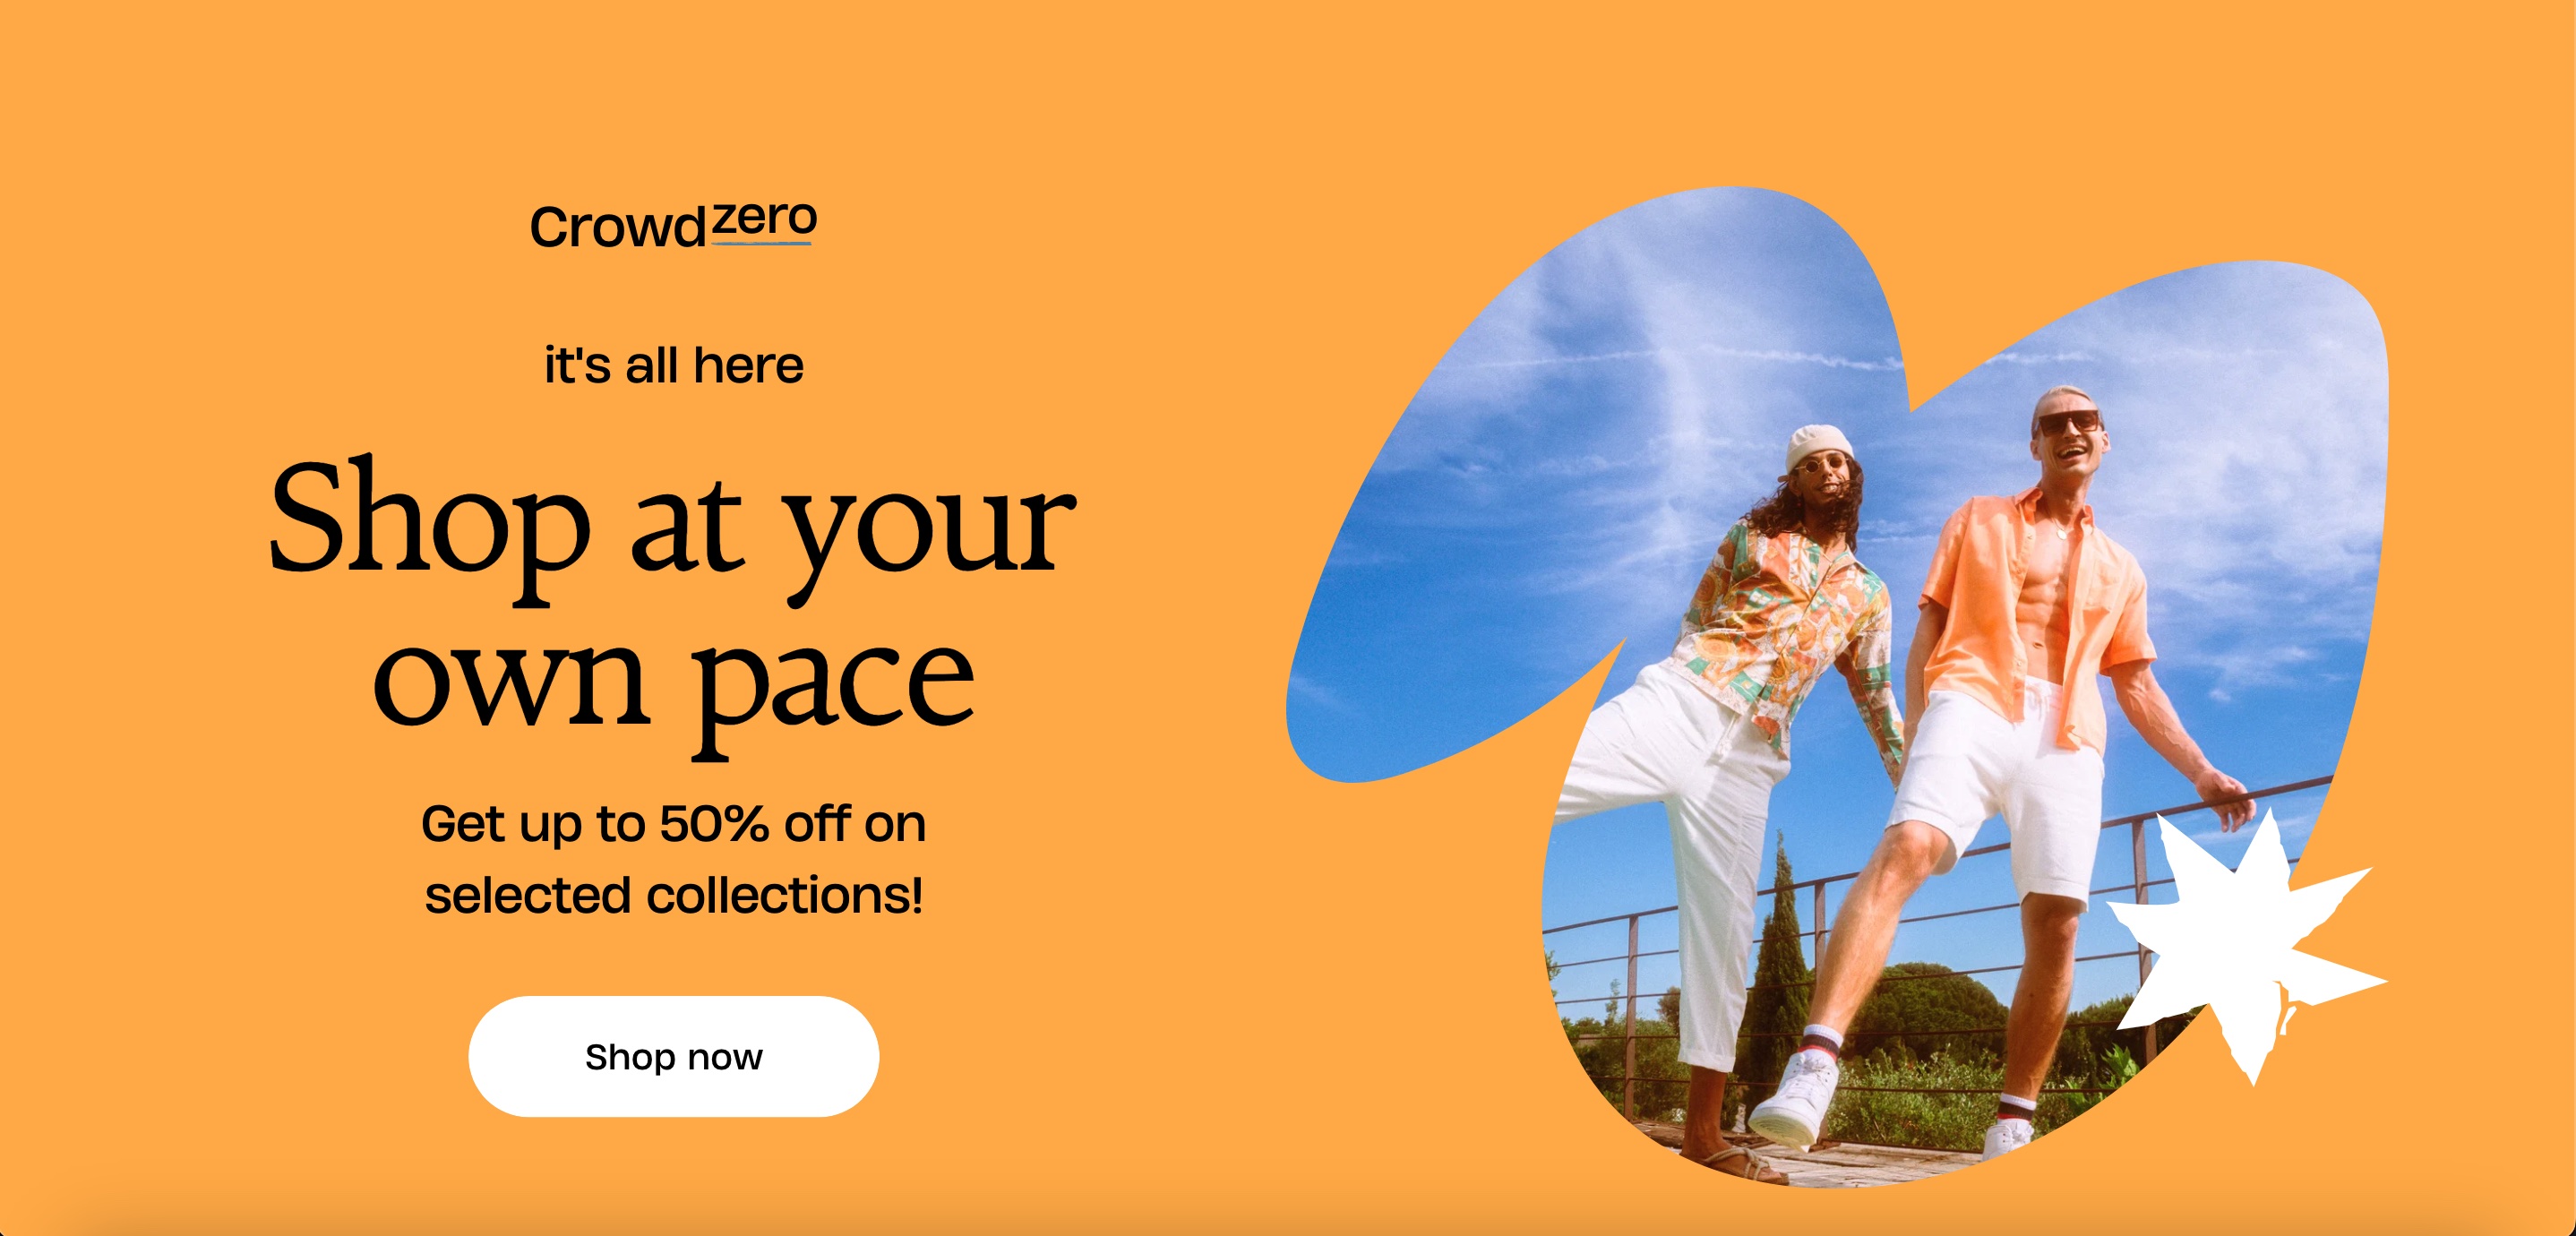 Crowdzero
it's all here
Shop at your
own pace
Get up to 50% off on
selected collections!
Shop now